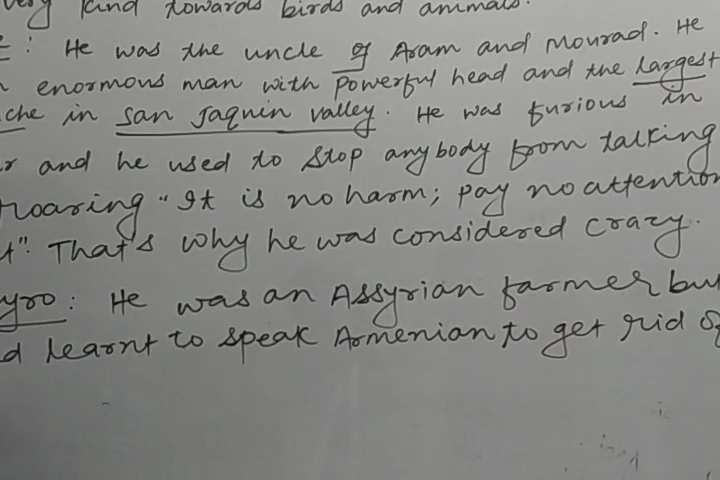 very kind towards birds and animals.
: He was the uncle of Aram and Mourad. He
enormous man with powerful head and the largest
che in san Jaquin valley. He was furious in
r and he used to stop anybody from talking
roaring "It is no harm; pay no attention
t". That's why he was considered crazy.
yro: He was an Assyrian farmer but
d learnt to speak Armenian to get rid of